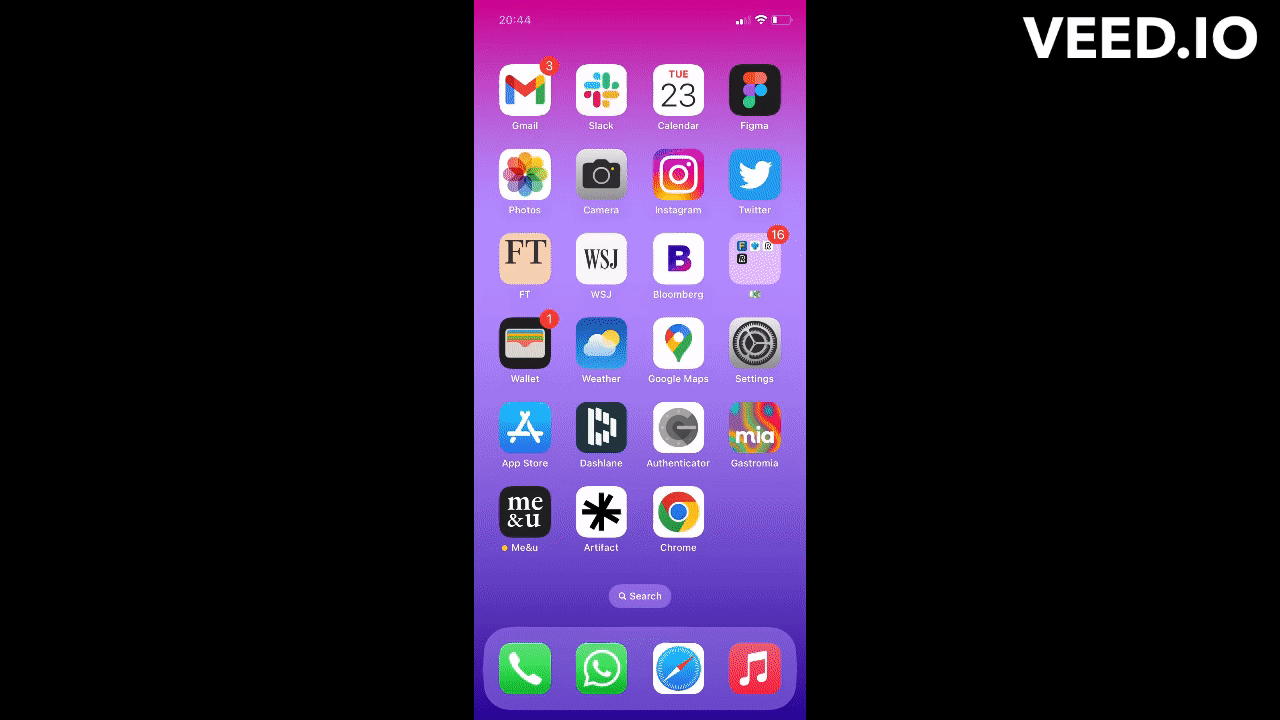 20:44
VEED.IO
3
TUE
23
Gmail Slack Calendar Figma
Photos Camera Instagram Twitter
16
FT WSJ B
FT WSJ Bloomberg
1
Wallet Weather Google Maps Settings
mia
App Store Dashlane Authenticator Gastromia
me
&u
Me&u Artifact Chrome
Search